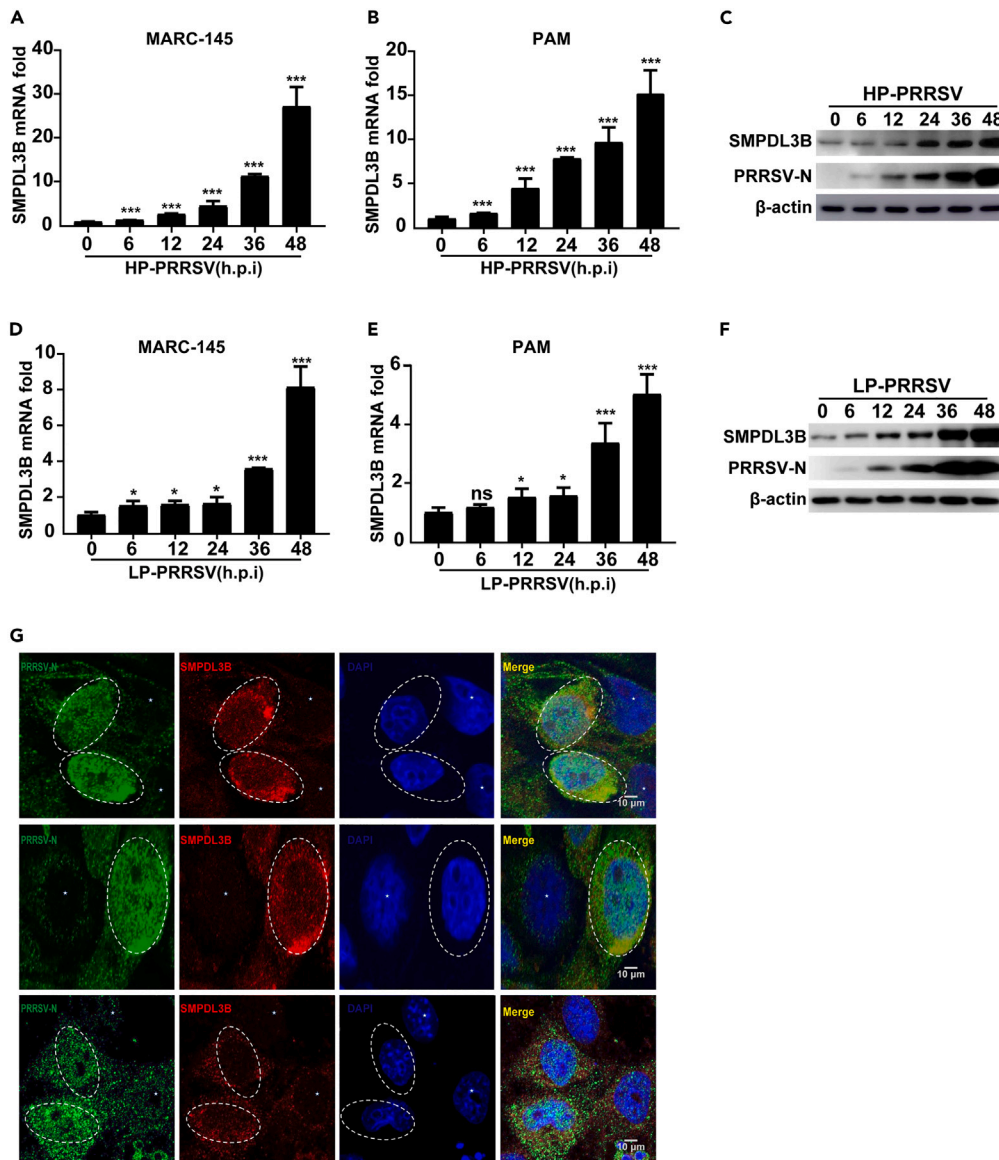 A
MARC-145
SMPDL3B mRNA fold
40
30
20
10
0
***
***
***
***
***
0 6 12 24 36 48
HP-PRRSV(h.p.i)
B
PAM
SMPDL3B mRNA fold
20
15
10
5
0
***
***
***
***
***
0 6 12 24 36 48
HP-PRRSV(h.p.i)
C
HP-PRRSV
0 6 12 24 36 48
SMPDL3B
PRRSV-N
β-actin
D
MARC-145
SMPDL3B mRNA fold
10
8
6
4
2
0
*
*
*
***
***
0 6 12 24 36 48
LP-PRRSV(h.p.i)
E
PAM
SMPDL3B mRNA fold
6
4
2
0
ns
*
*
***
***
0 6 12 24 36 48
LP-PRRSV(h.p.i)
F
LP-PRRSV
0 6 12 24 36 48
SMPDL3B
PRRSV-N
β-actin
G
PRRSV-N SMPDL3B DAPI Merge
10 μm
PRRSV-N SMPDL3B DAPI Merge
10 μm
PRRSV-N SMPDL3B DAPI Merge
10 μm